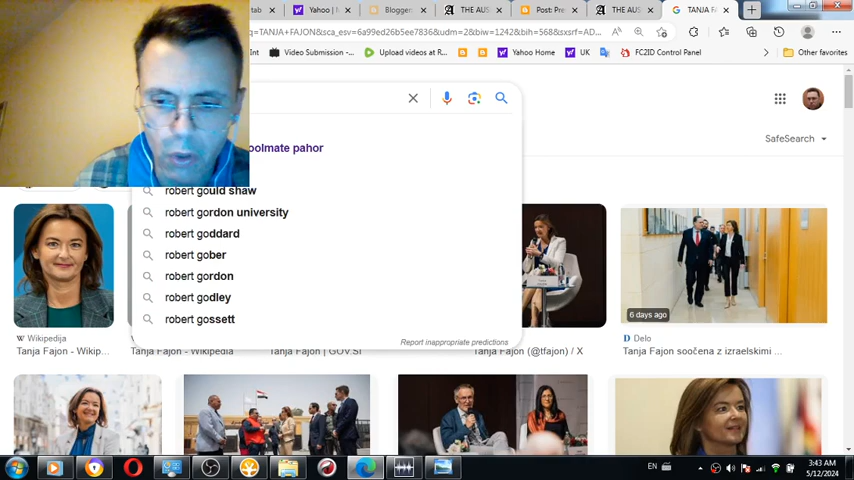 tab
Yahoo | M
Blogger:
THE AUS
Post: Pre
THE AUS
TANJA FA
q=TANJA+FAJON&sca_esv=6a99ed26b5ee7836&udm=2&biw=1242&bih=568&sxsrf=AD...
Int
Video Submission -...
Upload videos at R...
BB
Yahoo Home
UK
FC2ID Control Panel
Other favorites
SafeSearch
oolmate pahor
robert gould shaw
robert gordon university
robert goddard
robert gober
robert gordon
robert godley
robert gossett
Report inappropriate predictions
6 days ago
Wikipedija
Tanja Fajon - Wikip...
Tanja Fajon - Wikipedia
Tanja Fajon | GOV.SI
Tanja Fajon (@tfajon) / X
Delo
Tanja Fajon soočena z izraelskimi ...
EN
3:43 AM
5/12/2024